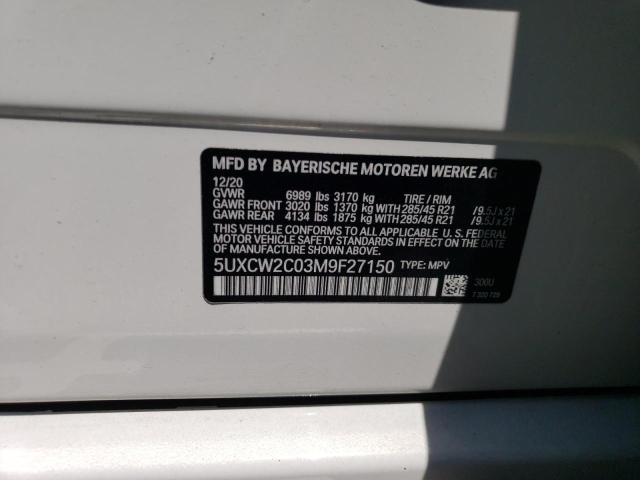 MFD BY BAYERISCHE MOTOREN WERKE AG
12/20
GVWR 6989 lbs 3170 kg TIRE / RIM
GAWR FRONT 3020 lbs 1370 kg WITH 285/45 R21 / 9.5J x 21
GAWR REAR 4134 lbs 1875 kg WITH 285/45 R21 / 9.5J x 21
THIS VEHICLE CONFORMS TO ALL APPLICABLE U. S. FEDERAL
MOTOR VEHICLE SAFETY STANDARDS IN EFFECT ON THE DATE
OF MANUFACTURE SHOWN ABOVE.
5UXCW2C03M9F27150 TYPE: MPV
300U
7 300 729